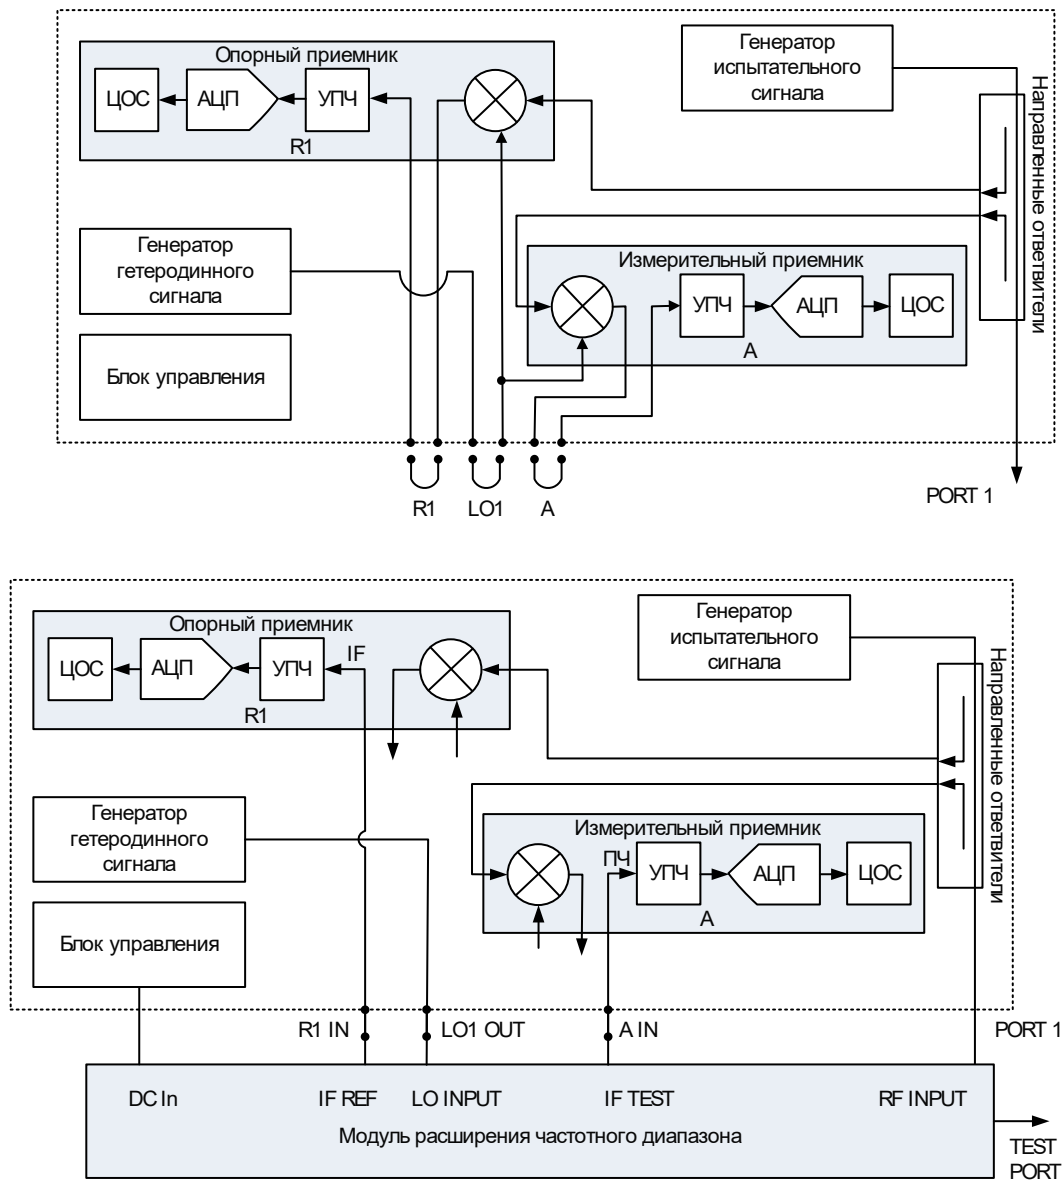 Опорный приемник
ЦОС
АЦП
УПЧ
R1
Генератор
испытательного
сигнала
Направленные ответвители
Генератор
гетеродинного
сигнала
Измерительный приемник
УПЧ
АЦП
ЦОС
A
Блок управления
R1
LO1
A
PORT 1
Опорный приемник
ЦОС
АЦП
УПЧ
IF
R1
Генератор
испытательного
сигнала
Направленные ответвители
Генератор
гетеродинного
сигнала
Измерительный приемник
ПЧ
УПЧ
АЦП
ЦОС
A
Блок управления
R1 IN
LO1 OUT
A IN
PORT 1
DC In
IF REF
LO INPUT
IF TEST
RF INPUT
Модуль расширения частотного диапазона
TEST
PORT